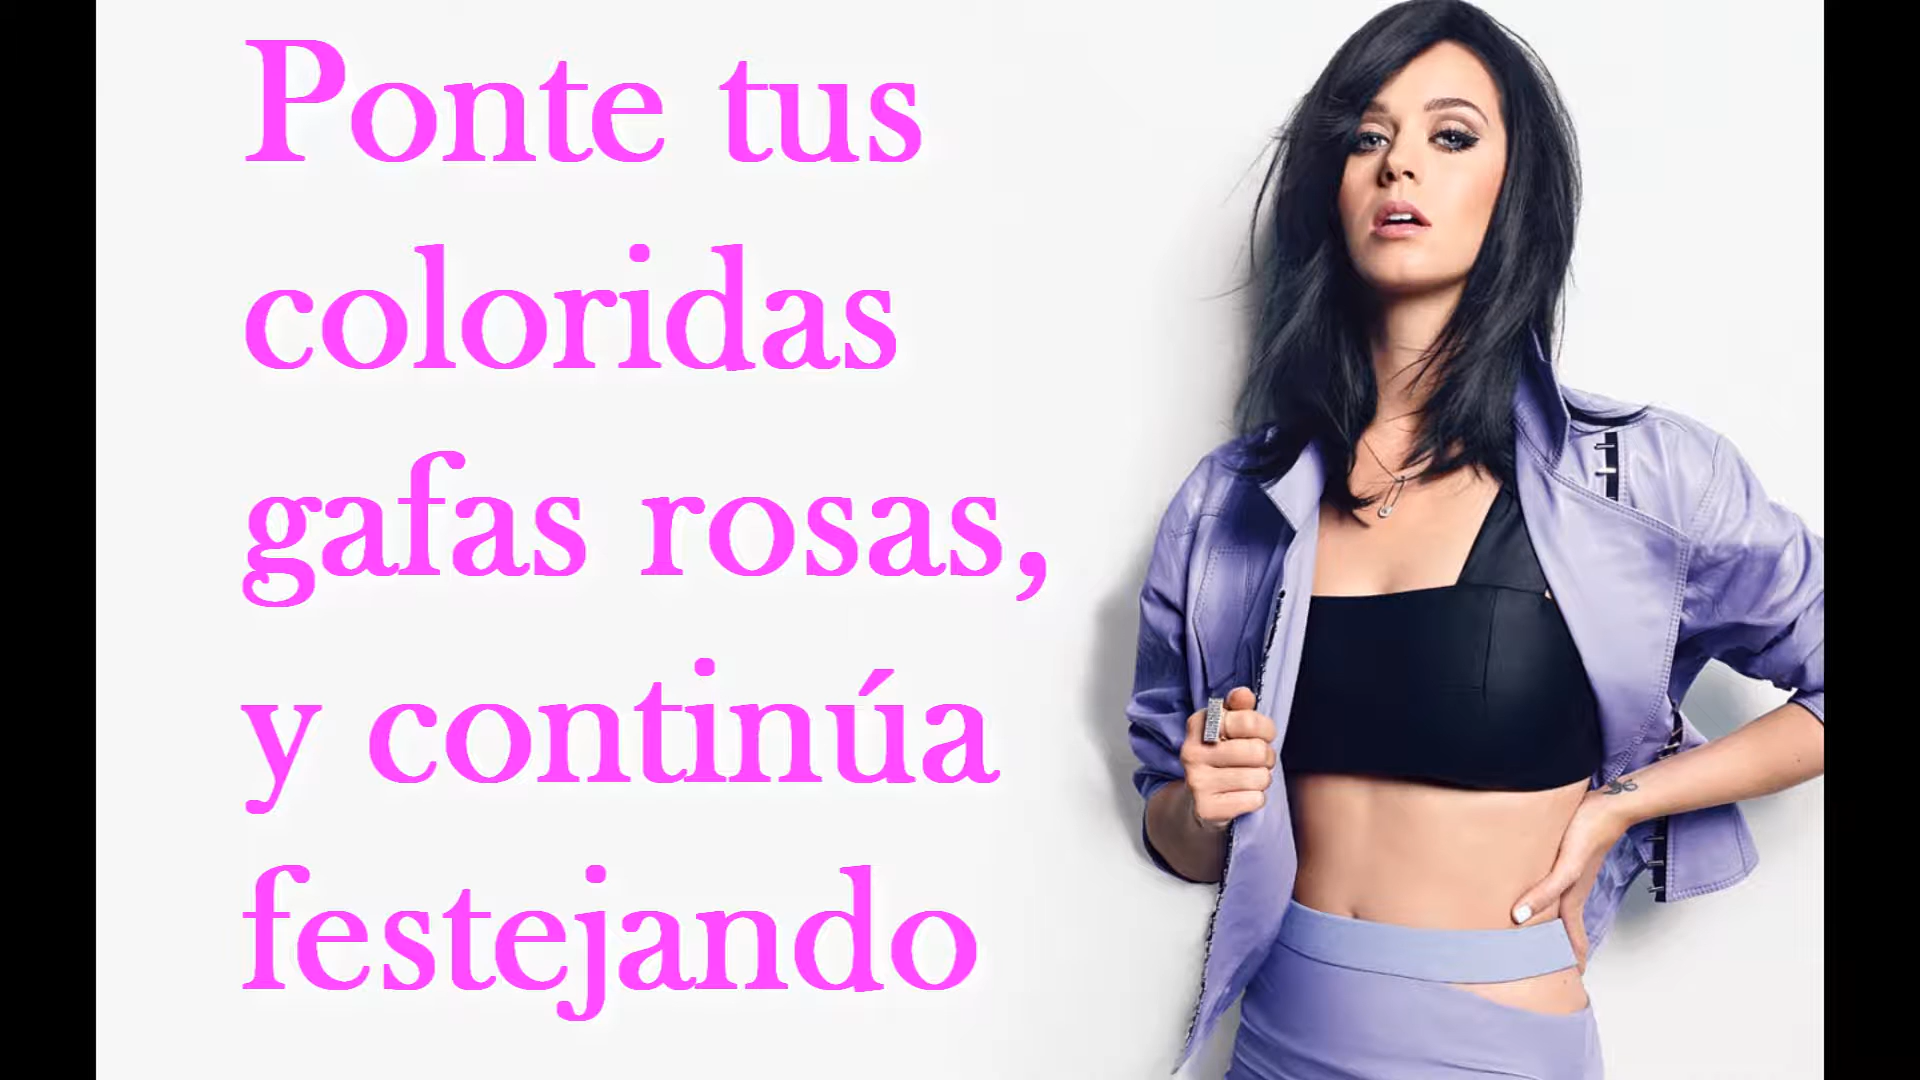 Ponte tus
coloridas
gafas rosas,
y continúa
festejando